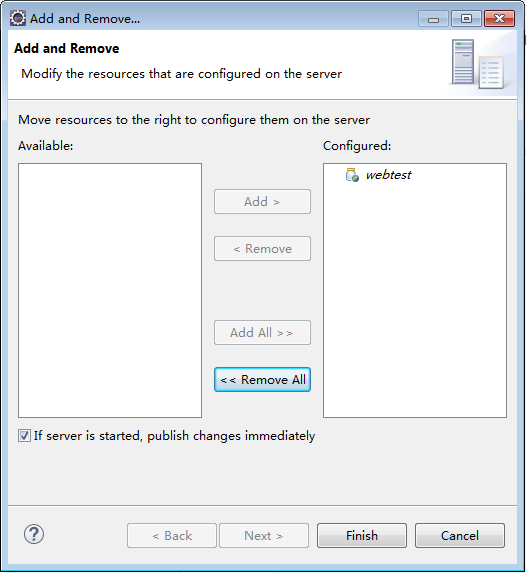 Add and Remove...
Add and Remove
Modify the resources that are configured on the server
Move resources to the right to configure them on the server
Available:
Configured:
webtest
Add >
< Remove
Add All >>
<< Remove All
If server is started, publish changes immediately
?
< Back
Next >
Finish
Cancel